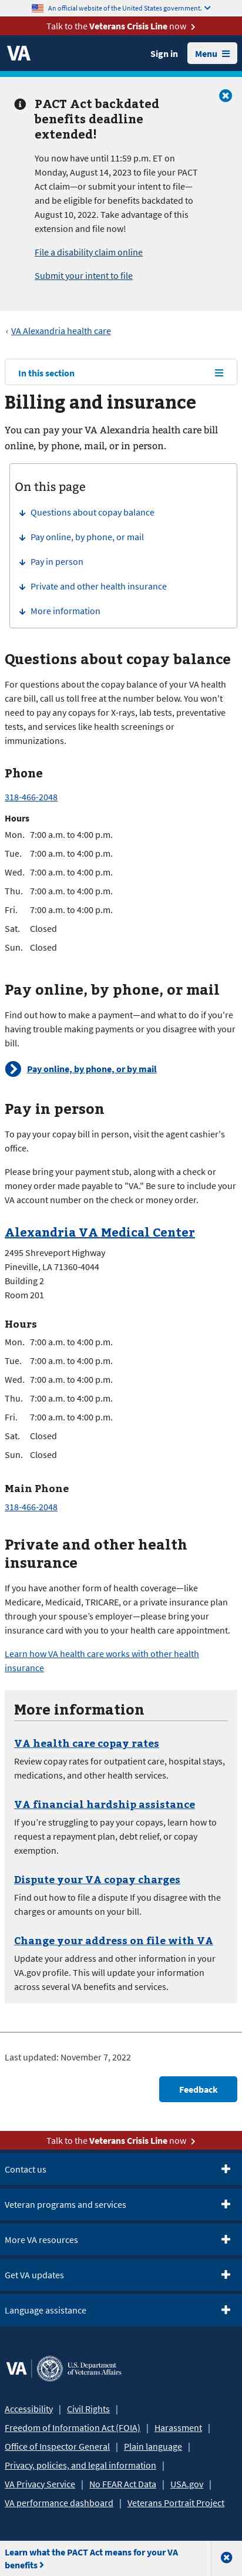 An official website of the United States government.
Talk to the Veterans Crisis Line now
VA
Sign in
Menu
PACT Act backdated
benefits deadline
extended!
You now have until 11:59 p.m. ET on
Monday, August 14, 2023 to file your PACT
Act claim—or submit your intent to file—
and be eligible for benefits backdated to
August 10, 2022. Take advantage of this
extension and file now!
File a disability claim online
Submit your intent to file
‹ VA Alexandria health care
In this section
Billing and insurance
You can pay your VA Alexandria health care bill
online, by phone, mail, or in person.
On this page
Questions about copay balance
Pay online, by phone, or mail
Pay in person
Private and other health insurance
More information
Questions about copay balance
For questions about the copay balance of your VA health
care bill, call us toll free at the number below. You won't
need to pay any copays for X-rays, lab tests, preventative
tests, and services like health screenings or
immunizations.
Phone
318-466-2048
Hours
Mon. 7:00 a.m. to 4:00 p.m.
Tue. 7:00 a.m. to 4:00 p.m.
Wed. 7:00 a.m. to 4:00 p.m.
Thu. 7:00 a.m. to 4:00 p.m.
Fri. 7:00 a.m. to 4:00 p.m.
Sat. Closed
Sun. Closed
Pay online, by phone, or mail
Find out how to make a payment—and what to do if you're
having trouble making payments or you disagree with your
bill.
Pay online, by phone, or by mail
Pay in person
To pay your copay bill in person, visit the agent cashier's
office.
Please bring your payment stub, along with a check or
money order made payable to "VA." Be sure to include your
VA account number on the check or money order.
Alexandria VA Medical Center
2495 Shreveport Highway
Pineville, LA 71360-4044
Building 2
Room 201
Hours
Mon. 7:00 a.m. to 4:00 p.m.
Tue. 7:00 a.m. to 4:00 p.m.
Wed. 7:00 a.m. to 4:00 p.m.
Thu. 7:00 a.m. to 4:00 p.m.
Fri. 7:00 a.m. to 4:00 p.m.
Sat. Closed
Sun. Closed
Main Phone
318-466-2048
Private and other health
insurance
If you have another form of health coverage—like
Medicare, Medicaid, TRICARE, or a private insurance plan
through your spouse's employer—please bring your
insurance card with you to your health care appointment.
Learn how VA health care works with other health
insurance
More information
VA health care copay rates
Review copay rates for outpatient care, hospital stays,
medications, and other health services.
VA financial hardship assistance
If you're struggling to pay your copays, learn how to
request a repayment plan, debt relief, or copay
exemption.
Dispute your VA copay charges
Find out how to file a dispute If you disagree with the
charges or amounts on your bill.
Change your address on file with VA
Update your address and other information in your
VA.gov profile. This will update your information
across several VA benefits and services.
Last updated: November 7, 2022
Feedback
Talk to the Veterans Crisis Line now
Contact us
Veteran programs and services
More VA resources
Get VA updates
Language assistance
VA U.S. Department
of Veterans Affairs
Accessibility | Civil Rights |
Freedom of Information Act (FOIA) | Harassment |
Office of Inspector General | Plain language |
Privacy, policies, and legal information |
VA Privacy Service | No FEAR Act Data | USA.gov |
VA performance dashboard | Veterans Portrait Project
Learn what the PACT Act means for your VA
benefits